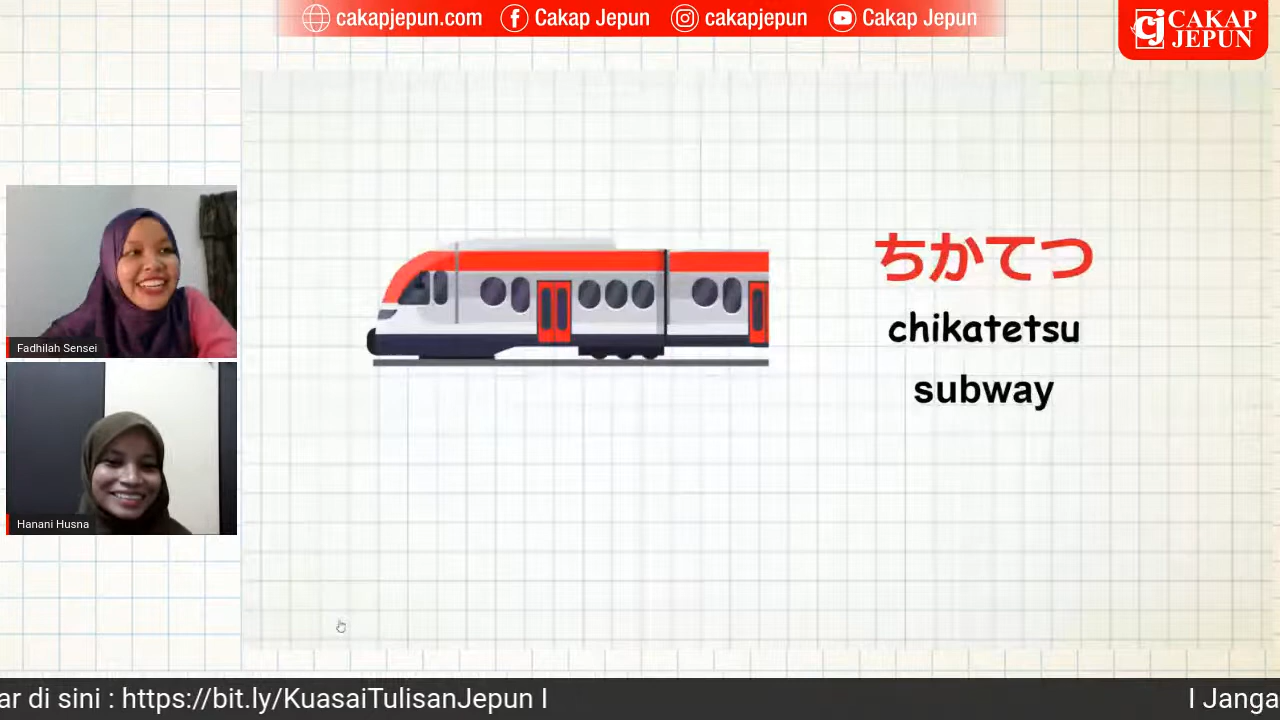 cakapjepun.com Cakap Jepun cakapjepun Cakap Jepun
CAKAP
JEPUN
ちかてつ
chikatetsu
subway
Fadhilah Sensei
Hanani Husna
ar di sini : https://bit.ly/KuasaiTulisanJepun I I Janga